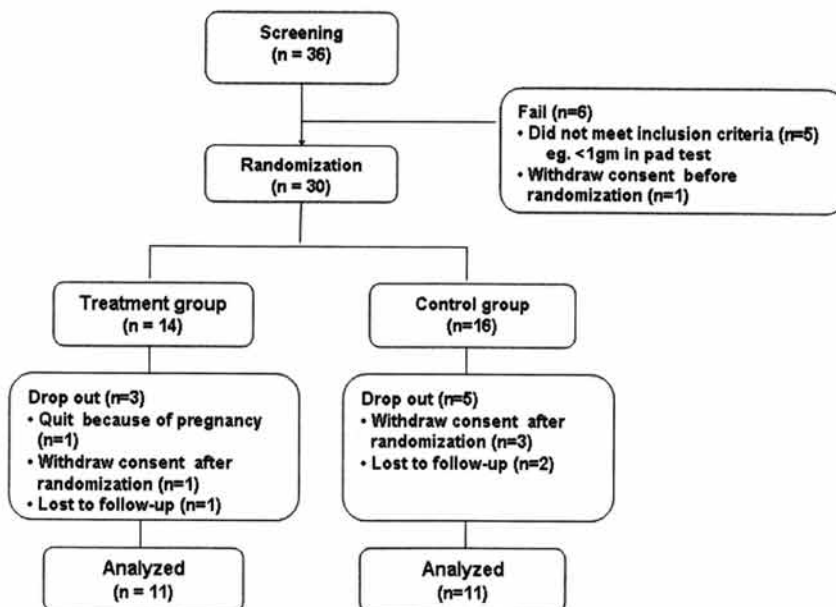 Screening
(n = 36)
Fail (n=6)
• Did not meet inclusion criteria (n=5)
eg. <1gm in pad test
• Withdraw consent before
randomization (n=1)
Randomization
(n = 30)
Treatment group
(n = 14)
Control group
(n=16)
Drop out (n=3)
• Quit because of pregnancy
(n=1)
• Withdraw consent after
randomization (n=1)
• Lost to follow-up (n=1)
Drop out (n=5)
• Withdraw consent after
randomization (n=3)
• Lost to follow-up (n=2)
Analyzed
(n = 11)
Analyzed
(n=11)